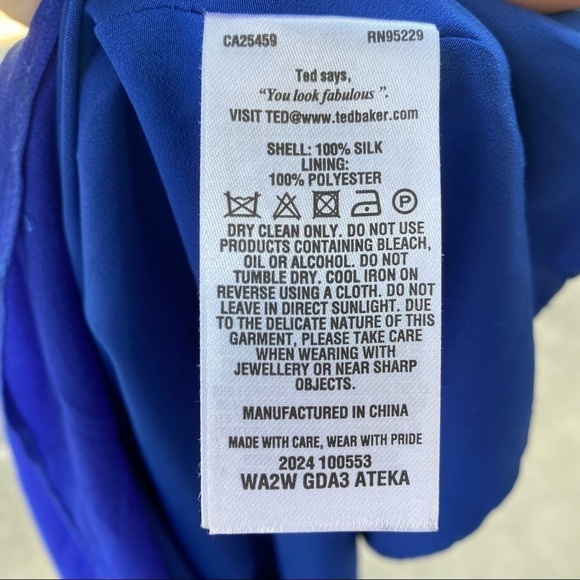 CA25459 RN95229
Ted says,
"You look fabulous ".
VISIT TED@www.tedbaker.com
SHELL: 100% SILK
LINING:
100% POLYESTER
P
DRY CLEAN ONLY. DO NOT USE
PRODUCTS CONTAINING BLEACH,
OIL OR ALCOHOL. DO NOT
TUMBLE DRY. COOL IRON ON
REVERSE USING A CLOTH. DO NOT
LEAVE IN DIRECT SUNLIGHT. DUE
TO THE DELICATE NATURE OF THIS
GARMENT, PLEASE TAKE CARE
WHEN WEARING WITH
JEWELLERY OR NEAR SHARP
OBJECTS.
MANUFACTURED IN CHINA
MADE WITH CARE, WEAR WITH PRIDE
2024 100553
WA2W GDA3 ATEKA